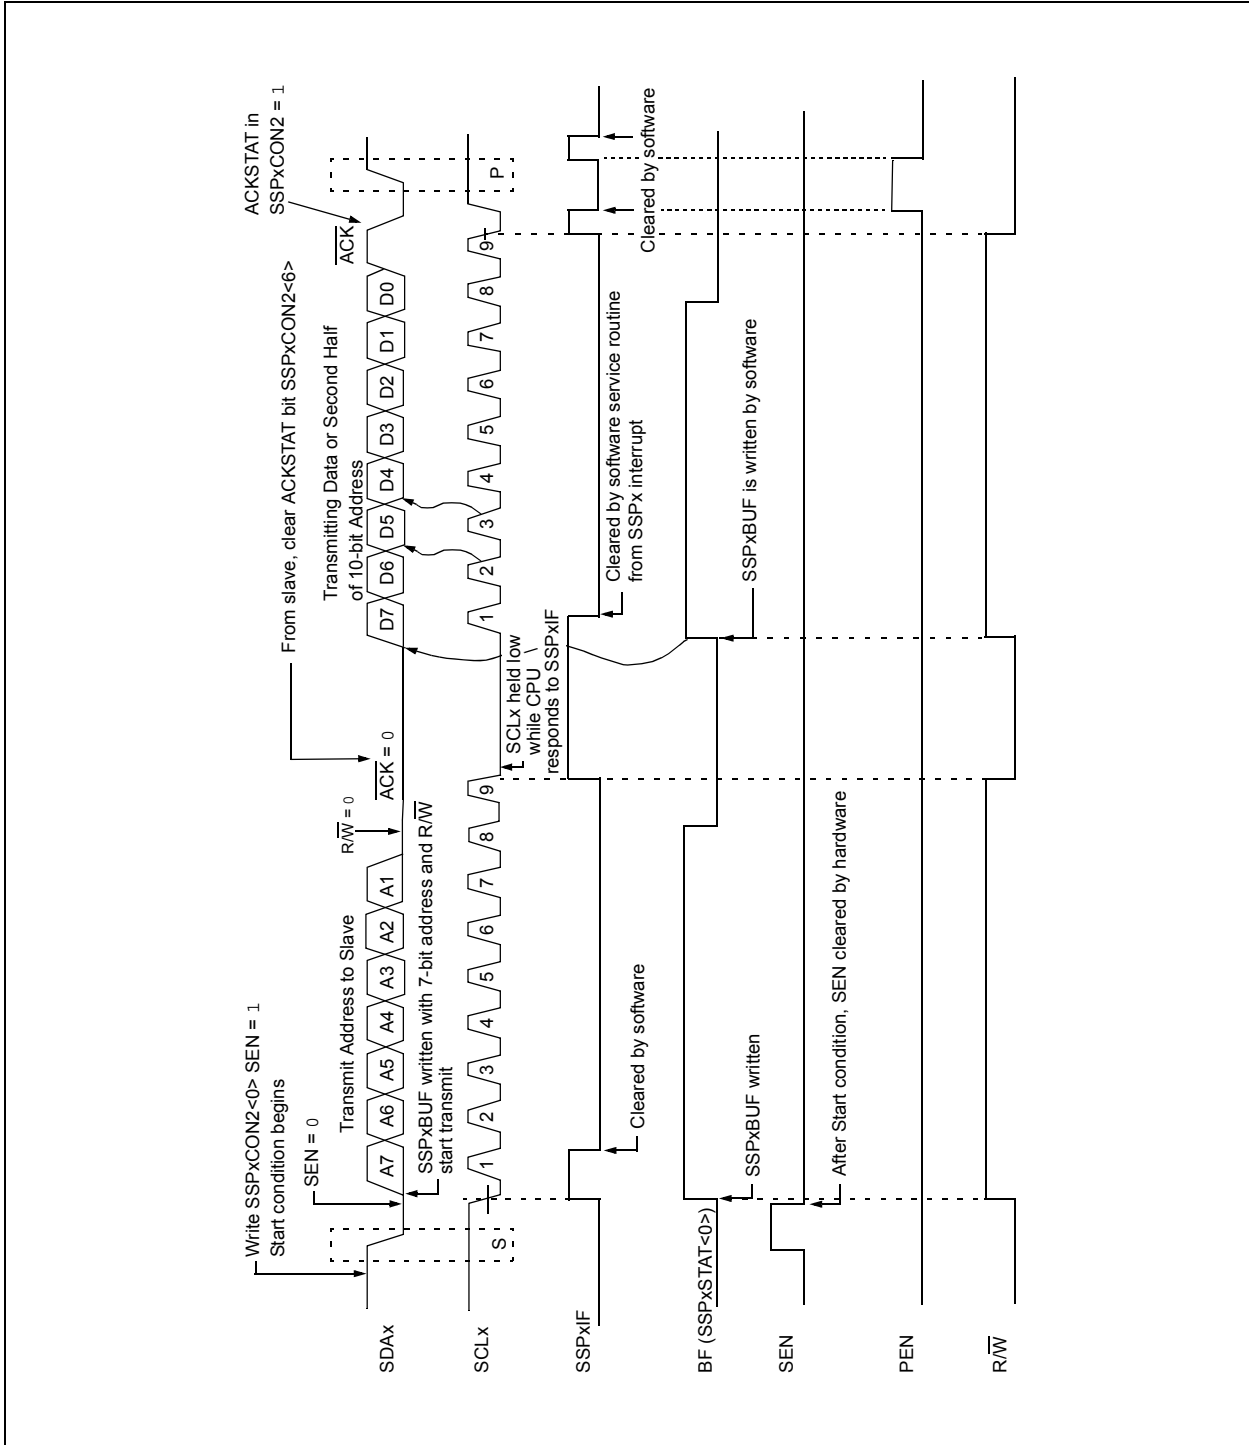 Write SSPxCON2<0> SEN = 1
Start condition begins
SEN = 0
From slave, clear ACKSTAT bit SSPxCON2<6>
ACKSTAT in
SSPxCON2 = 1
Transmit Address to Slave
R/W = 0
ACK = 0
Transmitting Data or Second Half
of 10-bit Address
ACK
SDAx
A7 A6 A5 A4 A3 A2 A1
D7 D6 D5 D4 D3 D2 D1 D0
SSPxBUF written with 7-bit address and R/W
start transmit
SCLx
S
1 2 3 4 5 6 7 8 9
1 2 3 4 5 6 7 8 9
P
SCLx held low
while CPU
responds to SSPxIF
SSPxIF
Cleared by software
Cleared by software service routine
from SSPx interrupt
Cleared by software
Cleared by software
BF (SSPxSTAT<0>)
SSPxBUF written
SSPxBUF is written by software
SEN
After Start condition, SEN cleared by hardware
PEN
R/W